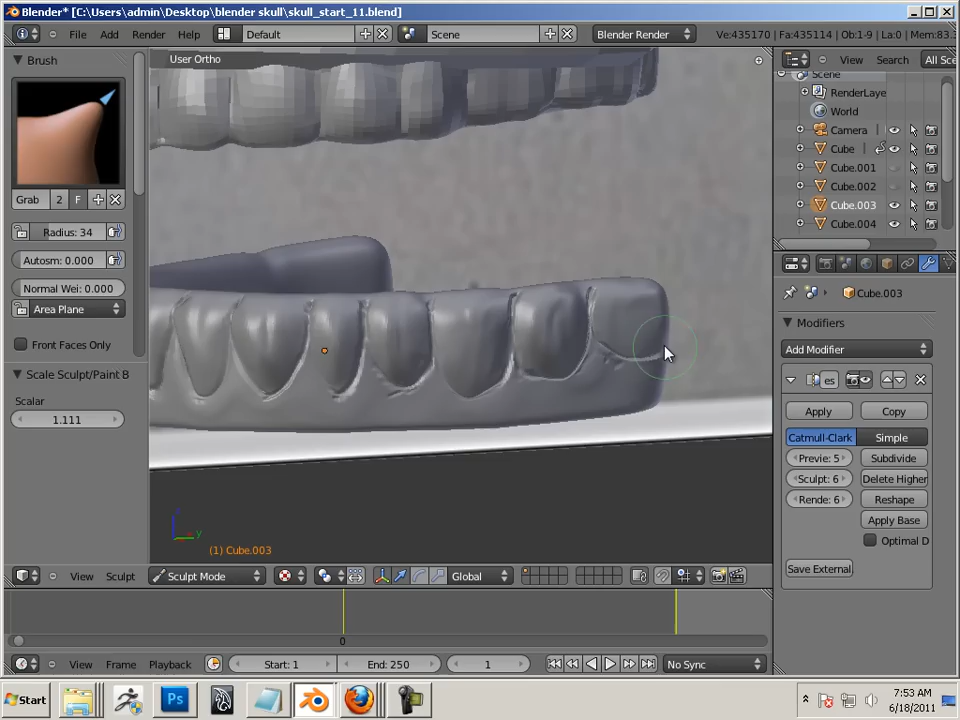 Blender* [C:\Users\admin\Desktop\blender skull\skull_start_11.blend]
File Add Render Help Default Scene Blender Render Ve:435170 | Fa:435114 | Ob:1-9 | La:0 | Mem:83.
Brush
User Ortho
View Search All Sce
Scene
RenderLaye
World
Camera
Cube
Cube.001
Cube.002
Cube.003
Cube.004
Grab 2 F
Radius: 34
Autosm: 0.000
Normal Wei: 0.000
Area Plane
Front Faces Only
Scale Sculpt/Paint B
Scalar
1.111
Cube.003
Modifiers
Add Modifier
es
Apply Copy
Catmull-Clark Simple
Previe: 5 Subdivide
Sculpt: 6 Delete Higher
Rende: 6 Reshape
Apply Base
Optimal D
Save External
z
y
(1) Cube.003
View Sculpt Sculpt Mode Global
0
View Frame Playback Start: 1 End: 250 1 No Sync
Start Ps 7:53 AM
6/18/2011